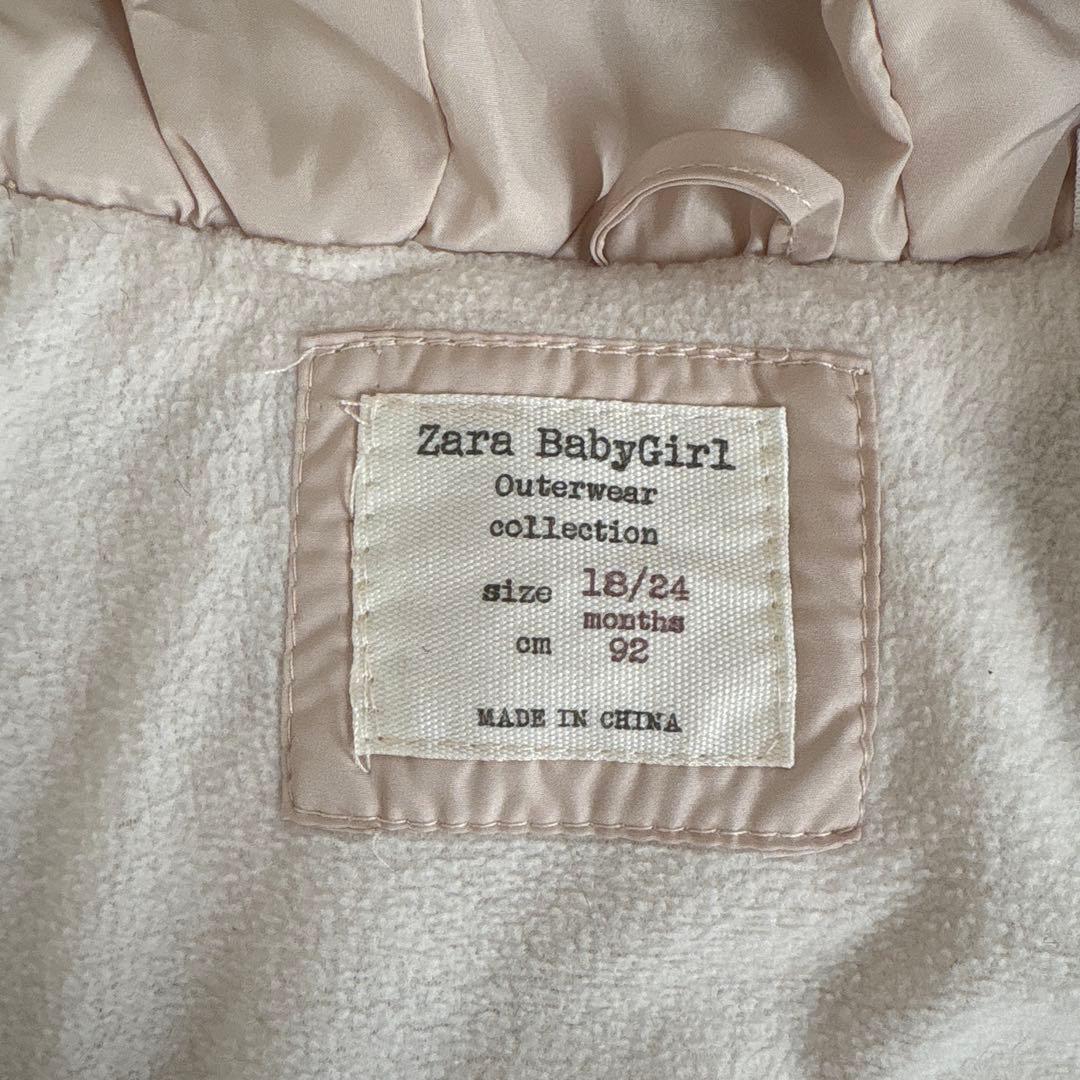 Zara BabyGirl
Outerwear
collection
size 18/24
months
cm 92
MADE IN CHINA